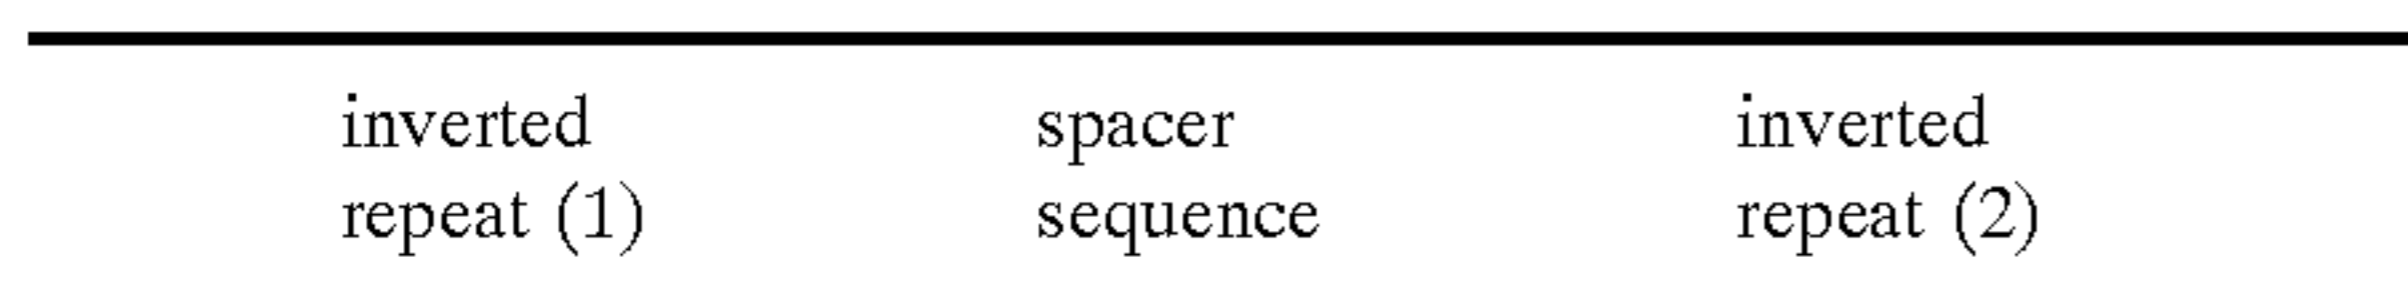 inverted spacer inverted
repeat (1) sequence repeat (2)